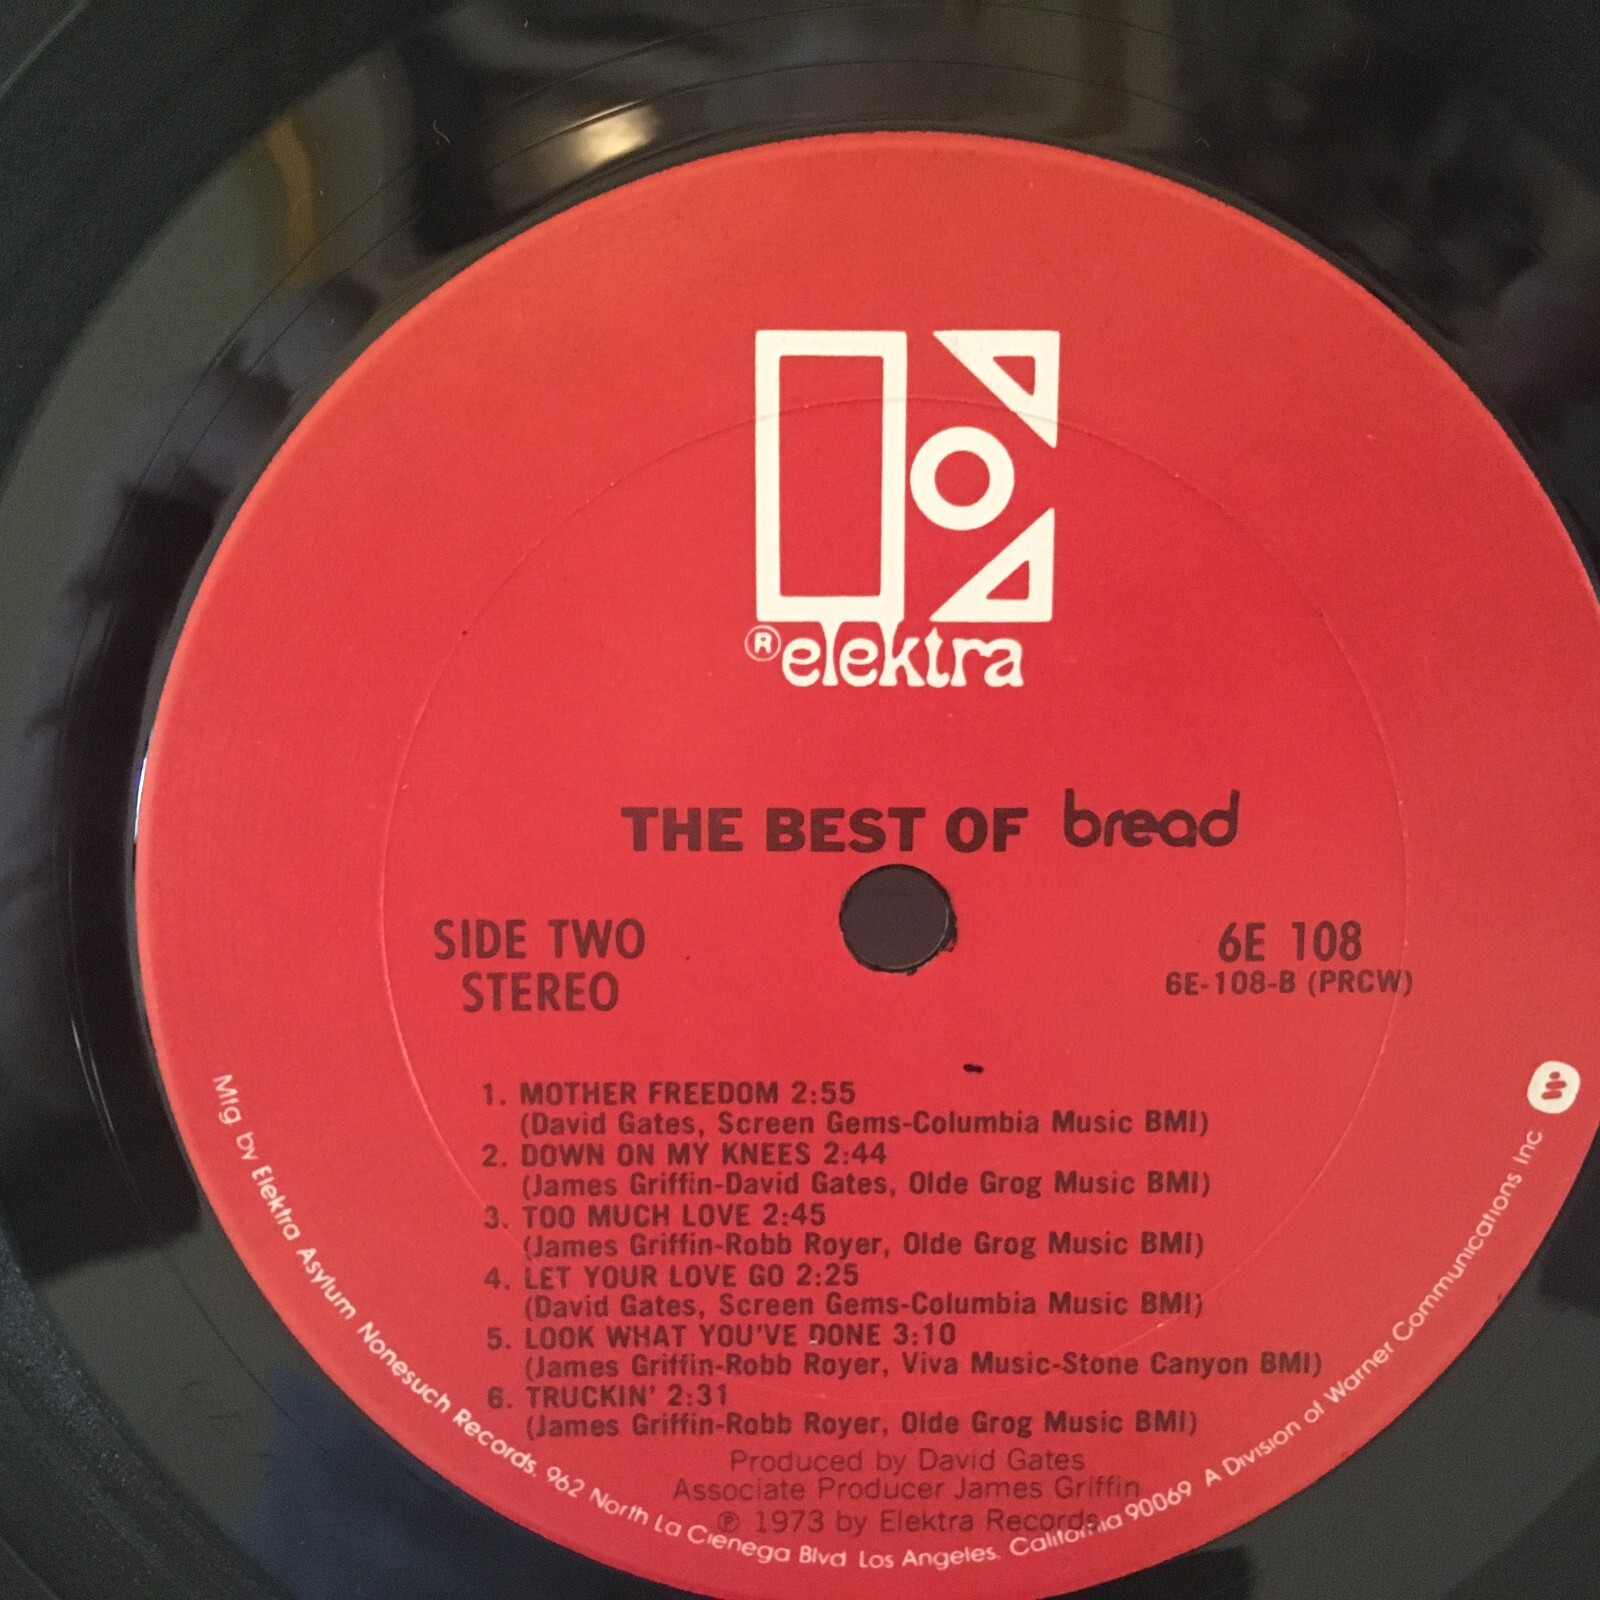 ® elektra
THE BEST OF bread
SIDE TWO
STEREO
6E 108
6E-108-B (PRCW)
1. MOTHER FREEDOM 2:55
(David Gates, Screen Gems-Columbia Music BMI)
2. DOWN ON MY KNEES 2:44
(James Griffin-David Gates, Olde Grog Music BMI)
3. TOO MUCH LOVE 2:45
(James Griffin-Robb Royer, Olde Grog Music BMI)
4. LET YOUR LOVE GO 2:25
(David Gates, Screen Gems-Columbia Music BMI)
5. LOOK WHAT YOU'VE DONE 3:10
(James Griffin-Robb Royer, Viva Music-Stone Canyon BMI)
6. TRUCKIN' 2:31
(James Griffin-Robb Royer, Olde Grog Music BMI)
Produced by David Gates
Associate Producer James Griffin
℗ 1973 by Elektra Records
Mfg. by Elektra Asylum Nonesuch Records. 962 North La Cienega Blvd Los Angeles. California 90069 A Division of Warner Communications Inc.